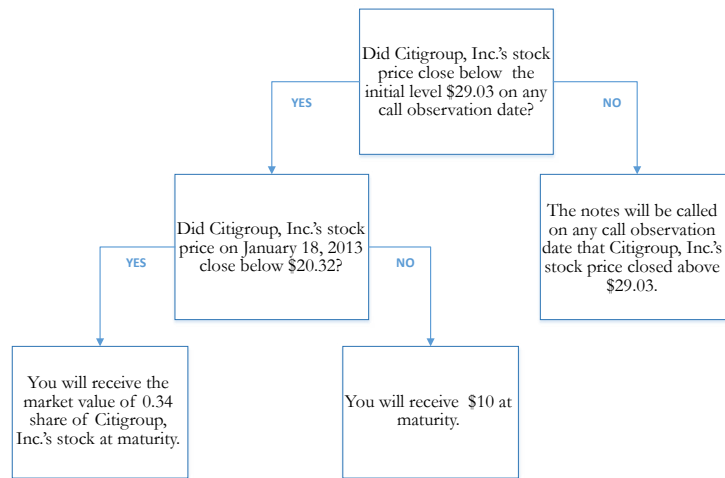 Did Citigroup, Inc.'s stock
price close below the
initial level $29.03 on any
call observation date?
YES
NO
Did Citigroup, Inc.'s stock
price on January 18, 2013
close below $20.32?
The notes will be called
on any call observation
date that Citigroup, Inc.'s
stock price closed above
$29.03.
YES
NO
You will receive the
market value of 0.34
share of Citigroup,
Inc.'s stock at maturity.
You will receive $10 at
maturity.